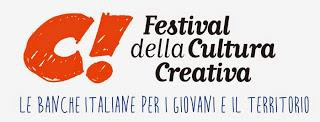 C!
Festival
della Cultura
Creativa
LE BANCHE ITALIANE PER I GIOVANI E IL TERRITORIO